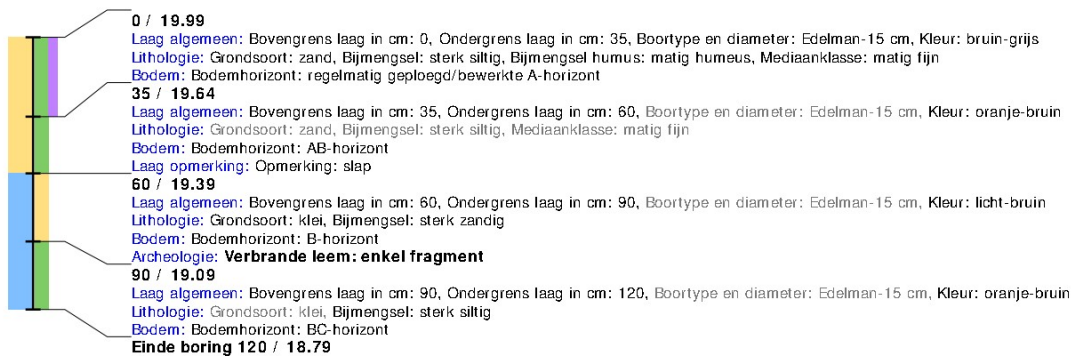 0 / 19.99
Laag algemeen: Bovengrens laag in cm: 0, Ondergrens laag in cm: 35, Boortype en diameter: Edelman-15 cm, Kleur: bruin-grijs
Lithologie: Grondsoort: zand, Bijmengsel: sterk siltig, Bijmengsel humus: matig humeus, Mediaanklasse: matig fijn
Bodem: Bodemhorizont: regelmatig geploegd/bewerkte A-horizont
35 / 19.64
Laag algemeen: Bovengrens laag in cm: 35, Ondergrens laag in cm: 60, Boortype en diameter: Edelman-15 cm, Kleur: oranje-bruin
Lithologie: Grondsoort: zand, Bijmengsel: sterk siltig, Mediaanklasse: matig fijn
Bodem: Bodemhorizont: AB-horizont
Laag opmerking: Opmerking: slap
60 / 19.39
Laag algemeen: Bovengrens laag in cm: 60, Ondergrens laag in cm: 90, Boortype en diameter: Edelman-15 cm, Kleur: licht-bruin
Lithologie: Grondsoort: klei, Bijmengsel: sterk zandig
Bodem: Bodemhorizont: B-horizont
Archeologie: Verbrande leem: enkel fragment
90 / 19.09
Laag algemeen: Bovengrens laag in cm: 90, Ondergrens laag in cm: 120, Boortype en diameter: Edelman-15 cm, Kleur: oranje-bruin
Lithologie: Grondsoort: klei, Bijmengsel: sterk siltig
Bodem: Bodemhorizont: BC-horizont
Einde boring 120 / 18.79